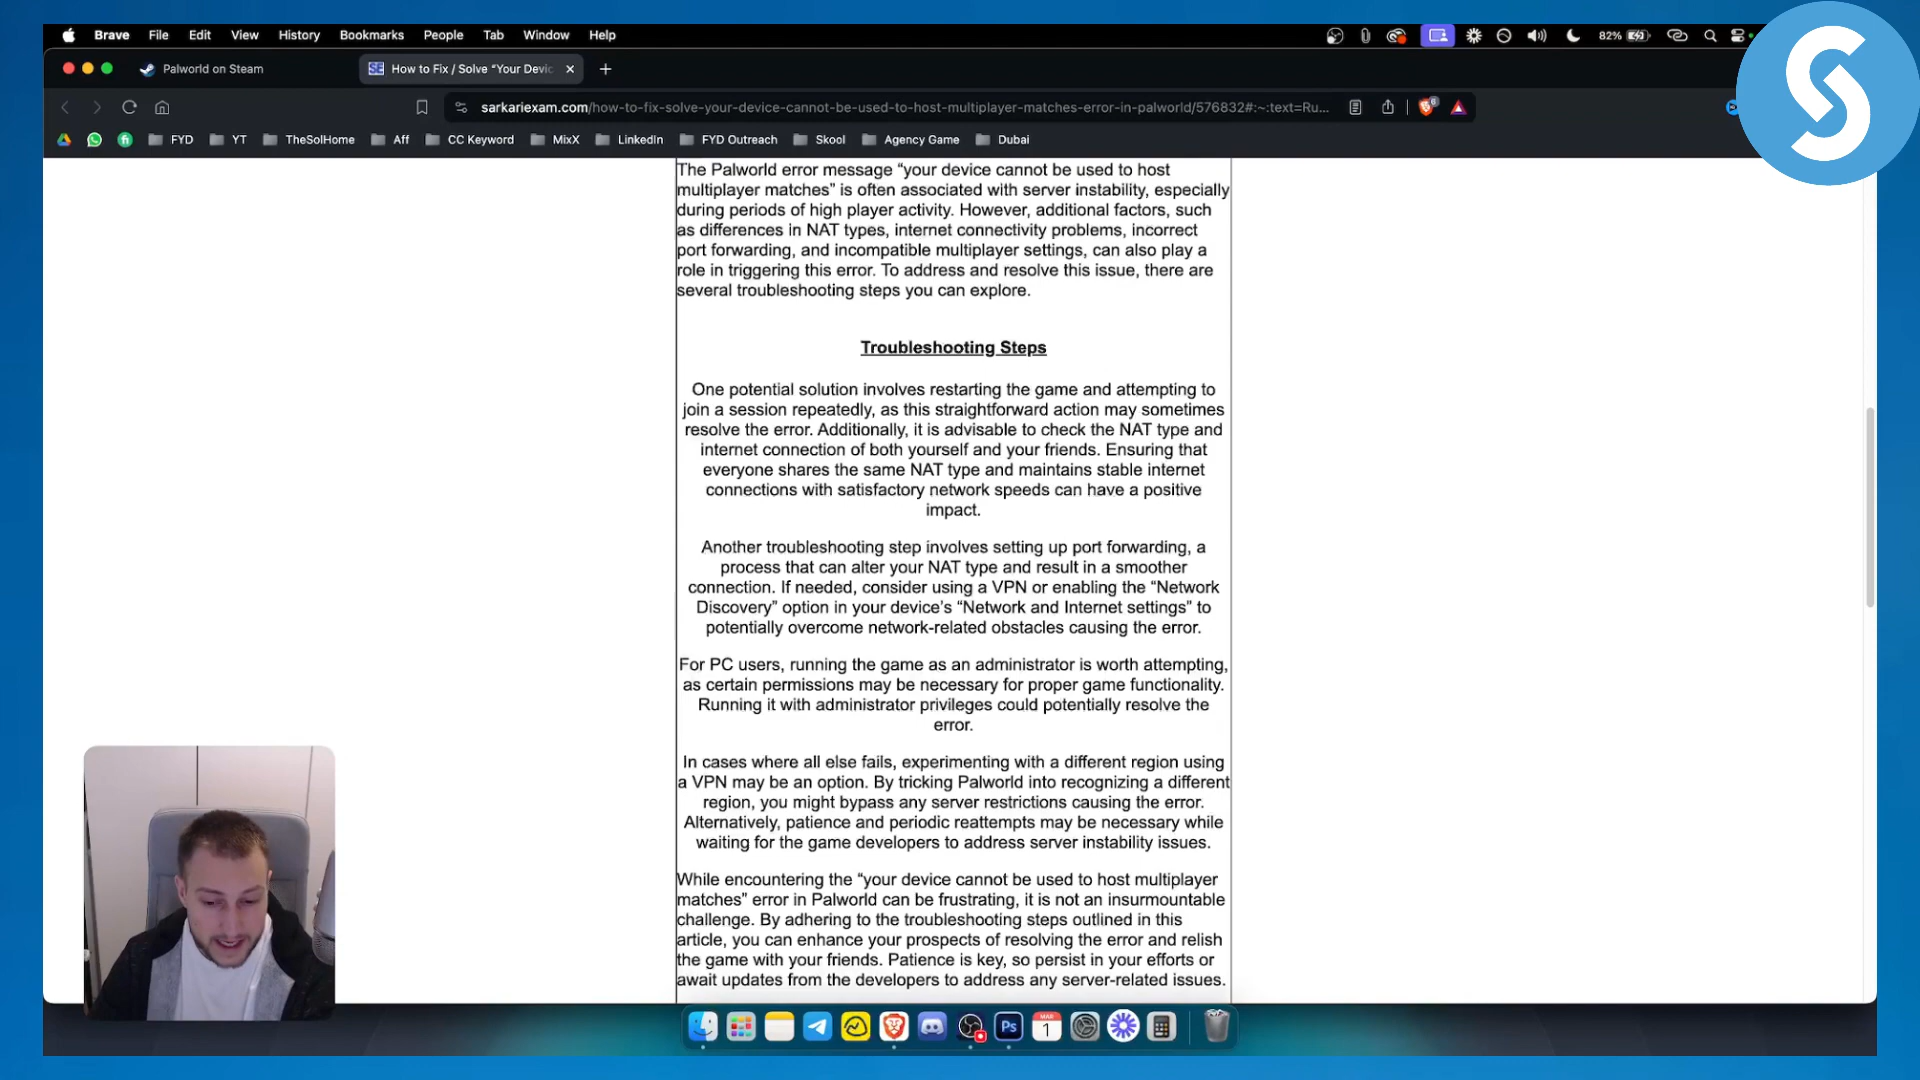 Brave File Edit View History Bookmarks People Tab Window Help 82%
Palworld on Steam
How to Fix / Solve “Your Devic
sarkariexam.com/how-to-fix-solve-your-device-cannot-be-used-to-host-multiplayer-matches-error-in-palworld/576832#:~:text=Ru...
FYD YT TheSolHome Aff CC Keyword MixX LinkedIn FYD Outreach Skool Agency Game Dubai
The Palworld error message “your device cannot be used to host
multiplayer matches” is often associated with server instability, especially
during periods of high player activity. However, additional factors, such
as differences in NAT types, internet connectivity problems, incorrect
port forwarding, and incompatible multiplayer settings, can also play a
role in triggering this error. To address and resolve this issue, there are
several troubleshooting steps you can explore.
Troubleshooting Steps
One potential solution involves restarting the game and attempting to
join a session repeatedly, as this straightforward action may sometimes
resolve the error. Additionally, it is advisable to check the NAT type and
internet connection of both yourself and your friends. Ensuring that
everyone shares the same NAT type and maintains stable internet
connections with satisfactory network speeds can have a positive
impact.
Another troubleshooting step involves setting up port forwarding, a
process that can alter your NAT type and result in a smoother
connection. If needed, consider using a VPN or enabling the “Network
Discovery” option in your device’s “Network and Internet settings” to
potentially overcome network-related obstacles causing the error.
For PC users, running the game as an administrator is worth attempting,
as certain permissions may be necessary for proper game functionality.
Running it with administrator privileges could potentially resolve the
error.
In cases where all else fails, experimenting with a different region using
a VPN may be an option. By tricking Palworld into recognizing a different
region, you might bypass any server restrictions causing the error.
Alternatively, patience and periodic reattempts may be necessary while
waiting for the game developers to address server instability issues.
While encountering the “your device cannot be used to host multiplayer
matches” error in Palworld can be frustrating, it is not an insurmountable
challenge. By adhering to the troubleshooting steps outlined in this
article, you can enhance your prospects of resolving the error and relish
the game with your friends. Patience is key, so persist in your efforts or
await updates from the developers to address any server-related issues.
Ps
MAR
1